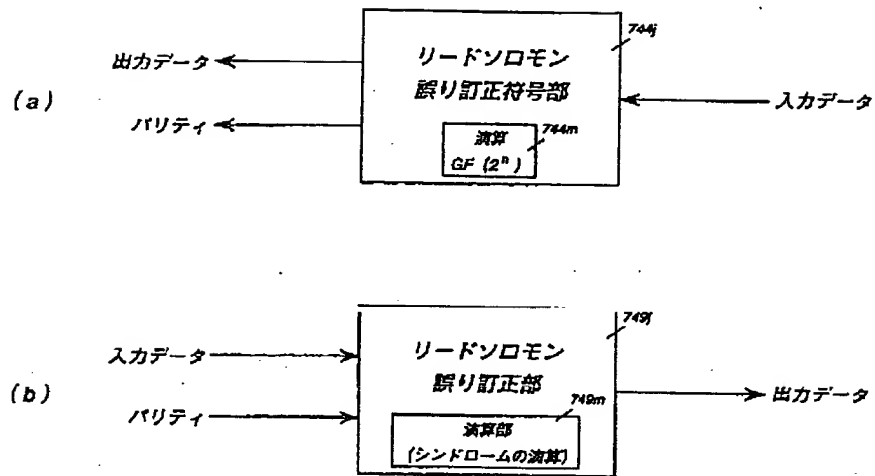 (a)
出力データ
パリティ
リードソロモン
誤り訂正符号部
演算
GF (2ⁿ)
744m
744j
入力データ
(b)
入力データ
パリティ
リードソロモン
誤り訂正部
演算部
(シンドロームの演算)
749m
749j
出力データ